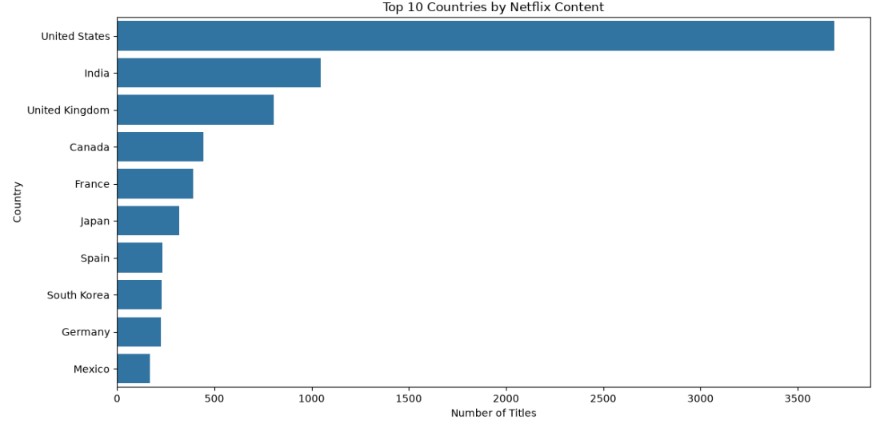 Top 10 Countries by Netflix Content
United States
India
United Kingdom
Canada
France
Japan
Spain
South Korea
Germany
Mexico
Country
0 500 1000 1500 2000 2500 3000 3500
Number of Titles